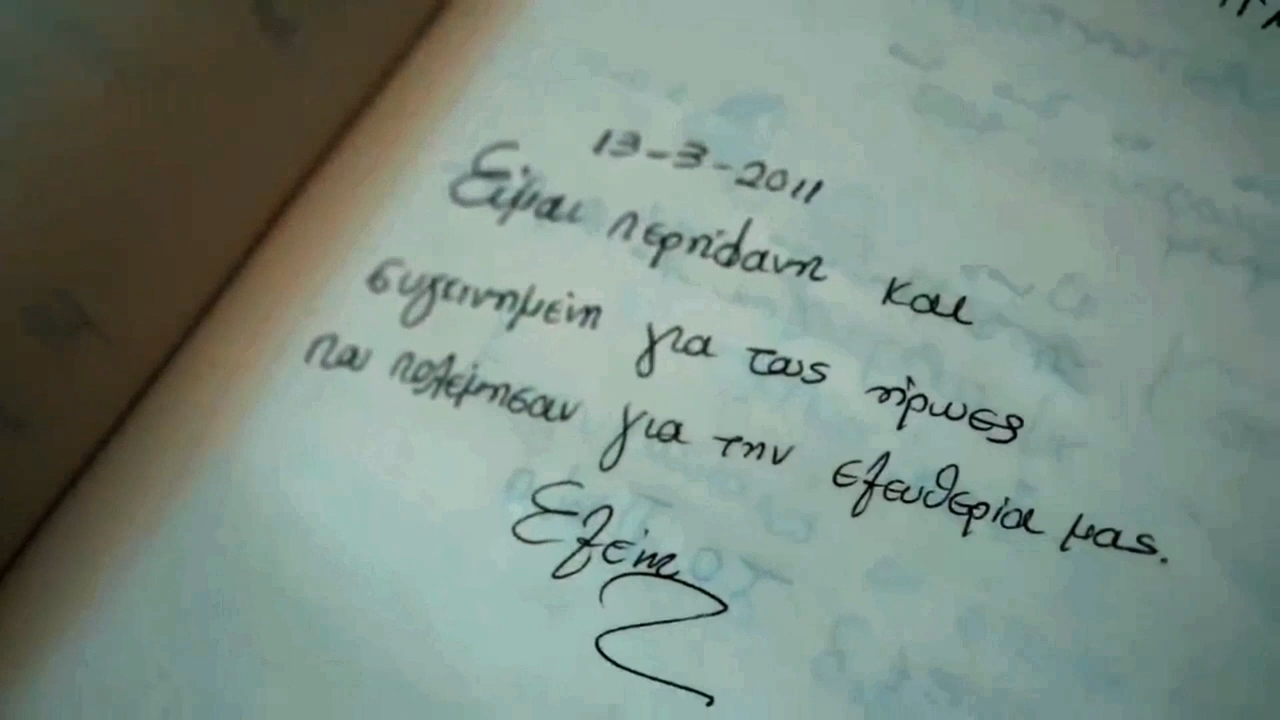 13-3-2011
Είμαι περήφανη και
συγκινημένη για τους ήρωες
που πολέμησαν για την ελευθερία μας.
Ελένη